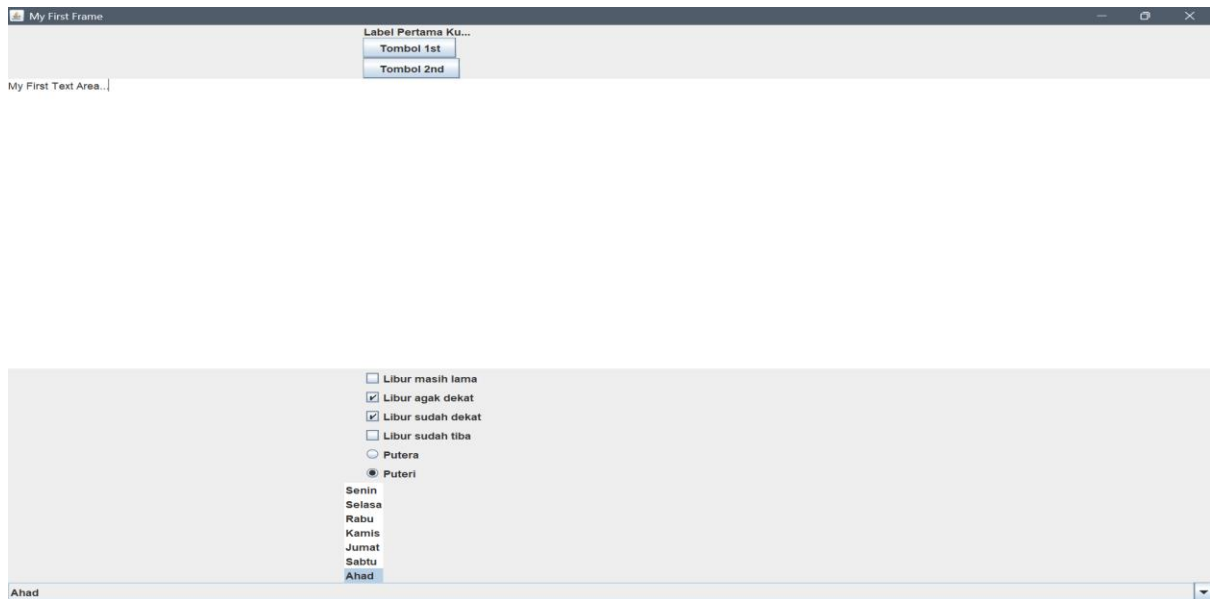 My First Frame
Label Pertama Ku...
Tombol 1st
Tombol 2nd
My First Text Area...
Libur masih lama
Libur agak dekat
Libur sudah dekat
Libur sudah tiba
Putera
Puteri
Senin
Selasa
Rabu
Kamis
Jumat
Sabtu
Ahad
Ahad